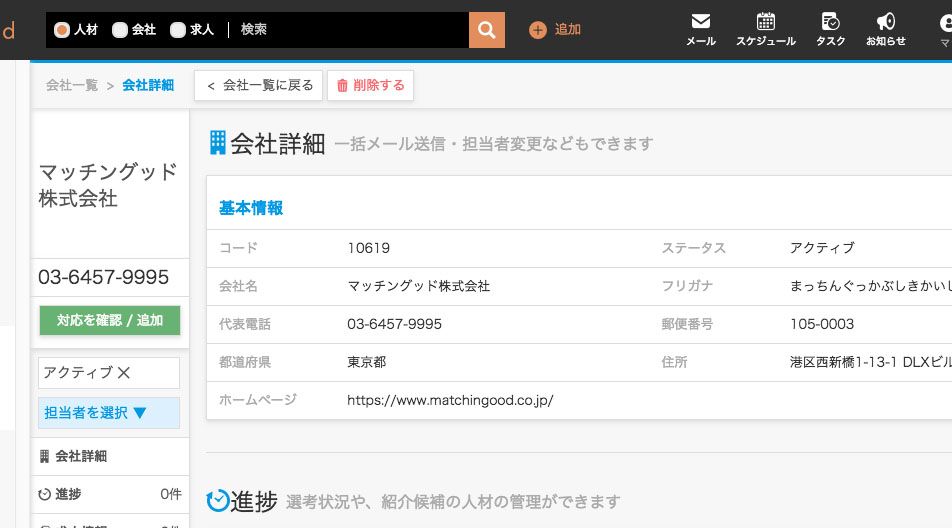 d 人材 会社 求人 検索 追加 メール スケジュール タスク お知らせ マ
会社一覧 > 会社詳細 < 会社一覧に戻る 削除する
マッチングッド
株式会社
03-6457-9995
対応を確認 / 追加
アクティブ ✕
担当者を選択 ▼
会社詳細
進捗 0件
会社詳細 一括メール送信・担当者変更などもできます
基本情報
コード 10619 ステータス アクティブ
会社名 マッチングッド株式会社 フリガナ まっちんぐっかぶしきかいし
代表電話 03-6457-9995 郵便番号 105-0003
都道府県 東京都 住所 港区西新橋1-13-1 DLXビル
ホームページ https://www.matchingood.co.jp/
進捗 選考状況や、紹介候補の人材の管理ができます